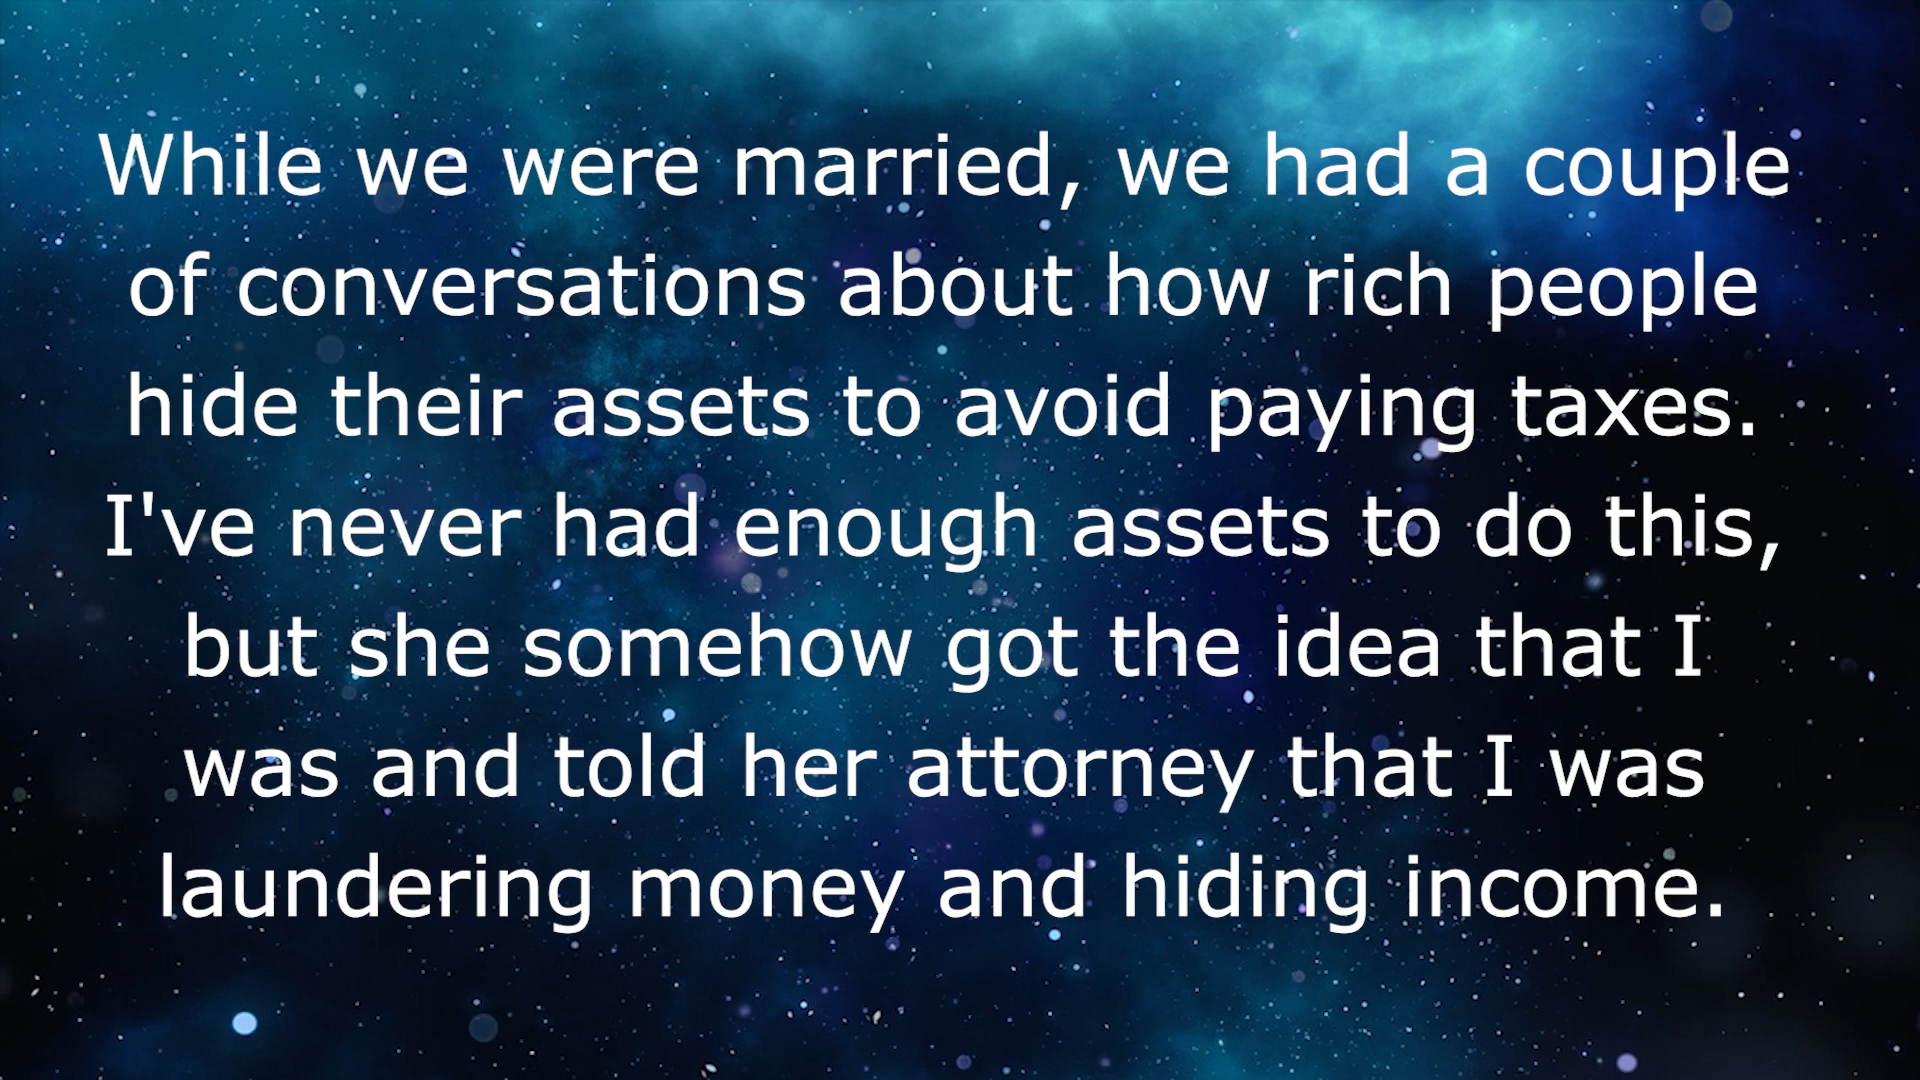 While we were married, we had a couple
of conversations about how rich people
hide their assets to avoid paying taxes.
I've never had enough assets to do this,
but she somehow got the idea that I
was and told her attorney that I was
laundering money and hiding income.